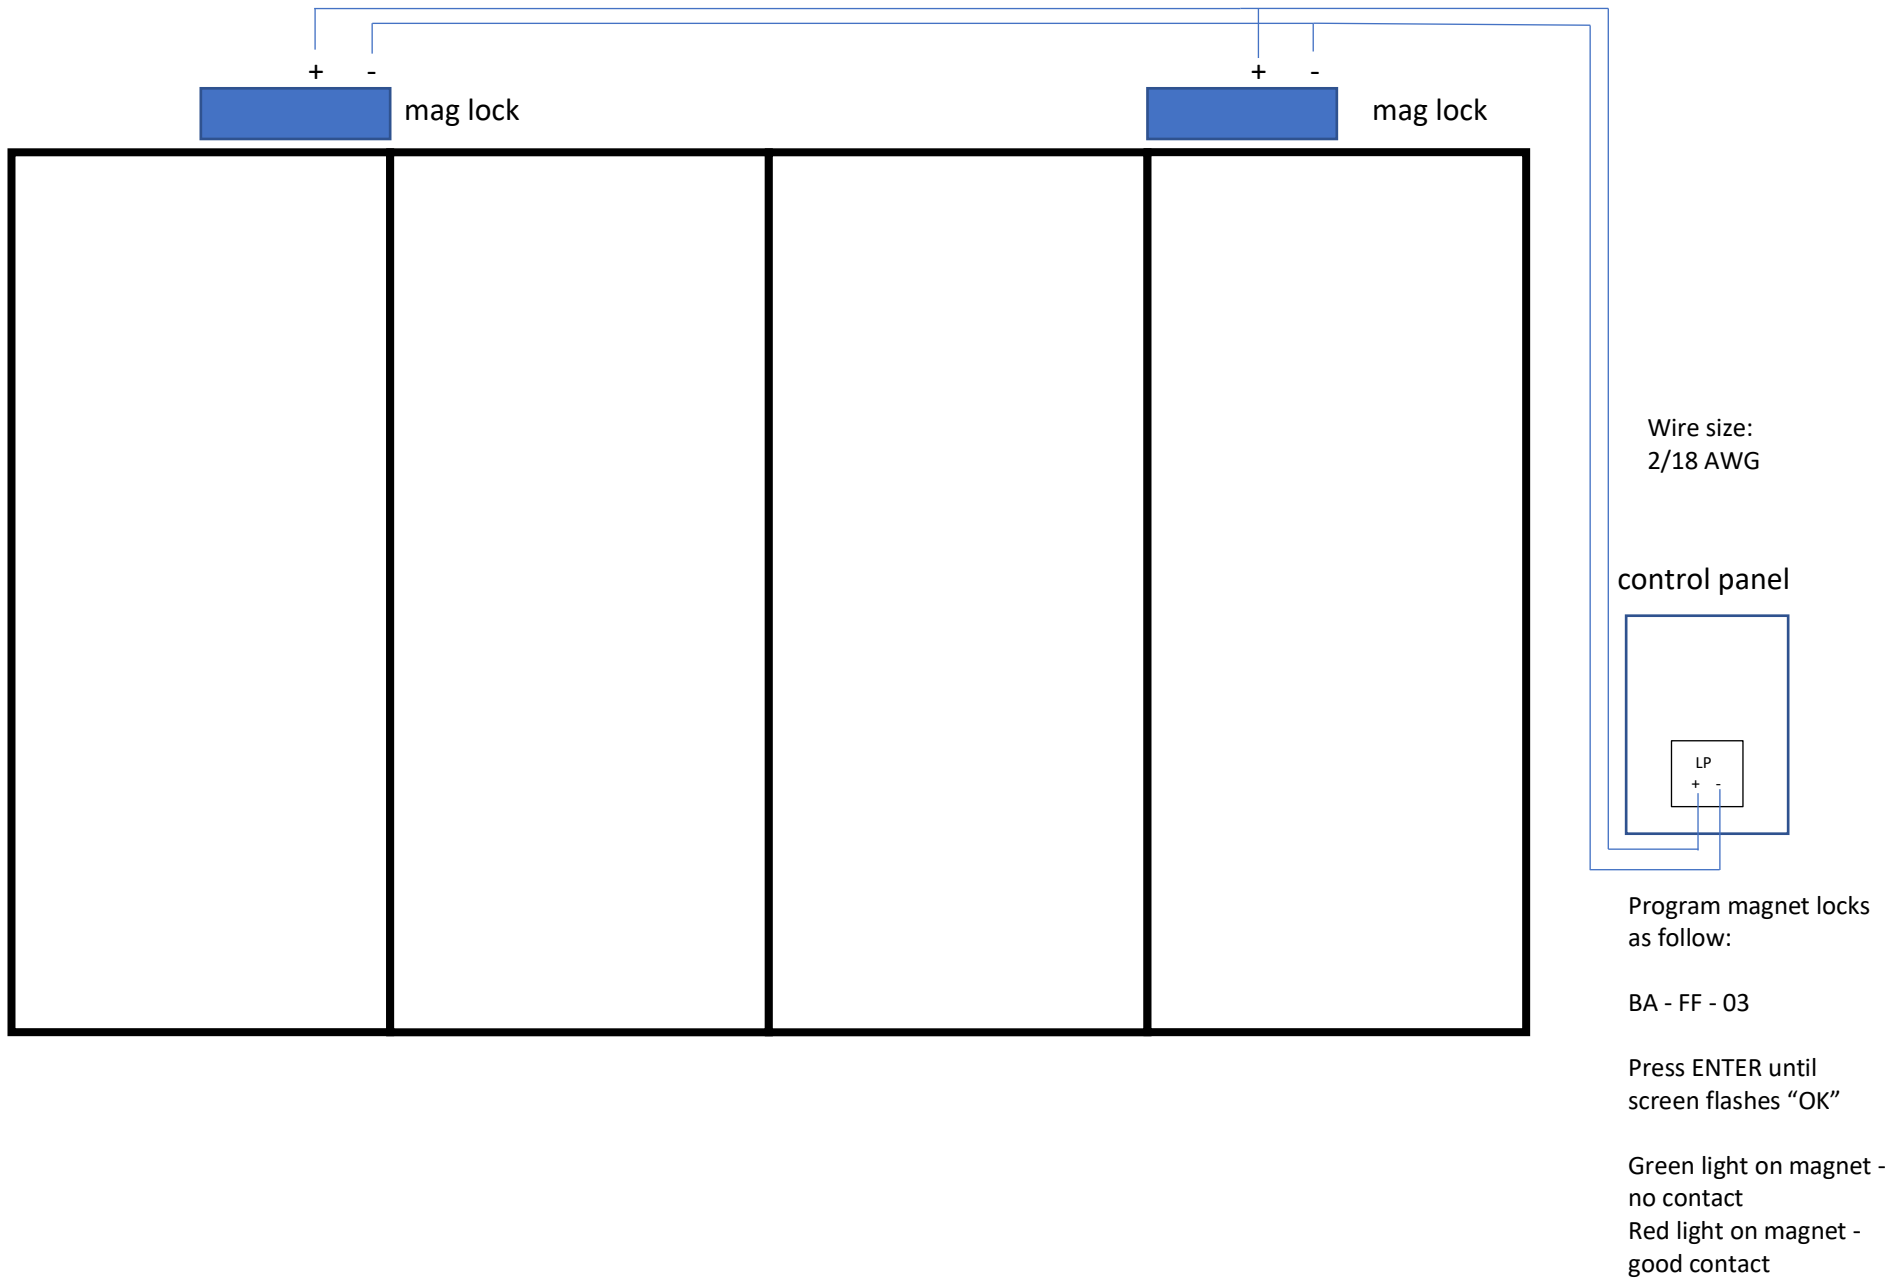 + -
mag lock
+ -
mag lock
Wire size:
2/18 AWG
control panel
LP
+ -
Program magnet locks
as follow:
BA - FF - 03
Press ENTER until
screen flashes “OK”
Green light on magnet -
no contact
Red light on magnet -
good contact